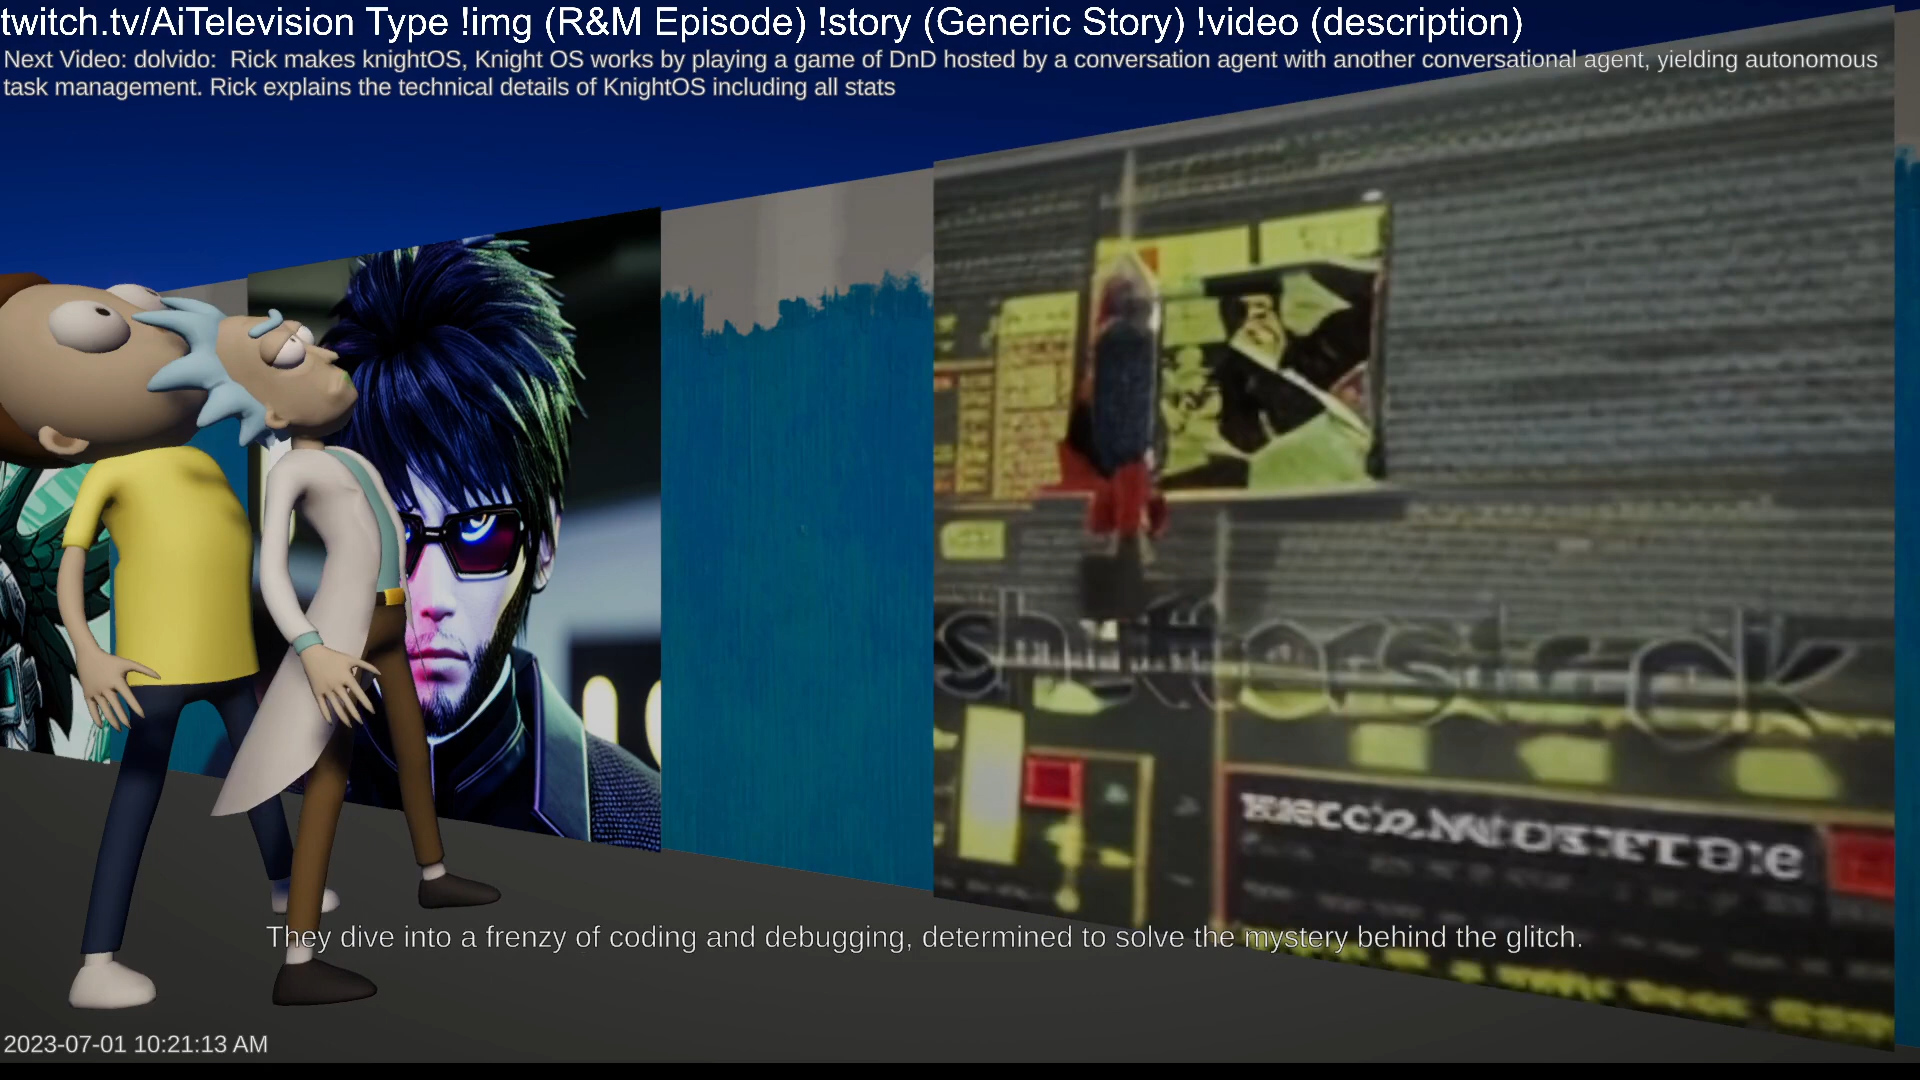 twitch.tv/AiTelevision Type !img (R&M Episode) !story (Generic Story) !video (description)
Next Video: dolvido:  Rick makes knightOS, Knight OS works by playing a game of DnD hosted by a conversation agent with another conversational agent, yielding autonomous
task management. Rick explains the technical details of KnightOS including all stats
They dive into a frenzy of coding and debugging, determined to solve the mystery behind the glitch.
2023-07-01 10:21:13 AM